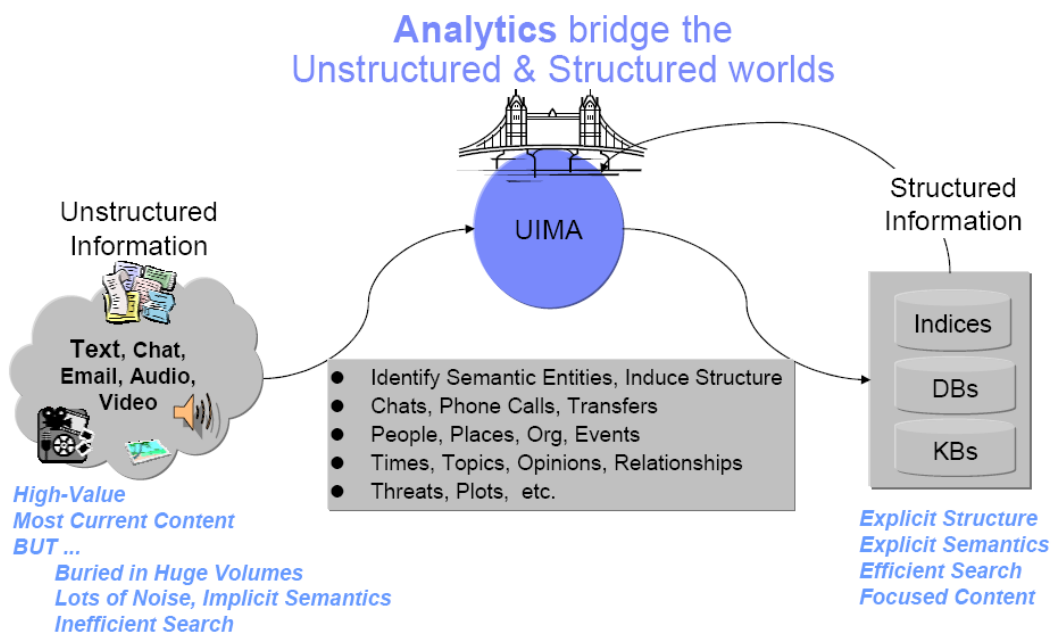 Analytics bridge the
Unstructured & Structured worlds
UIMA
Unstructured
Information
Text, Chat,
Email, Audio,
Video
High-Value
Most Current Content
BUT ...
Buried in Huge Volumes
Lots of Noise, Implicit Semantics
Inefficient Search
● Identify Semantic Entities, Induce Structure
● Chats, Phone Calls, Transfers
● People, Places, Org, Events
● Times, Topics, Opinions, Relationships
● Threats, Plots, etc.
Structured
Information
Indices
DBs
KBs
Explicit Structure
Explicit Semantics
Efficient Search
Focused Content